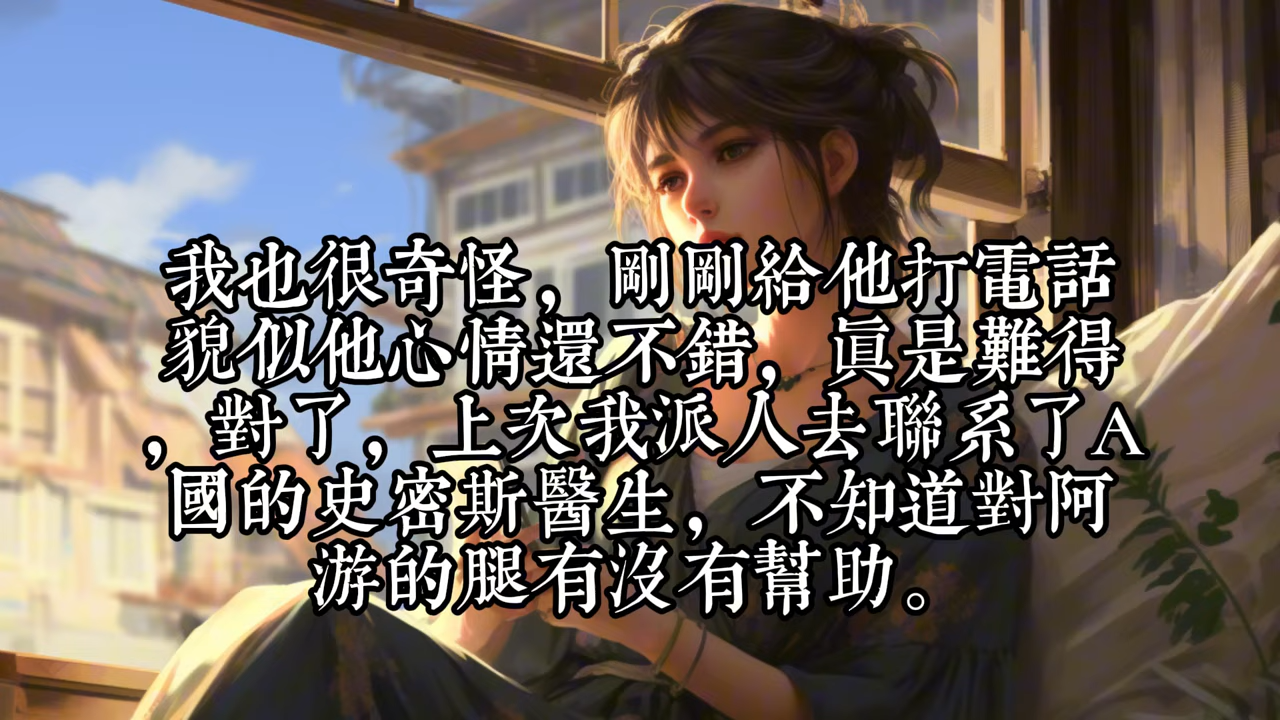 我也很奇怪，剛剛給他打電話
貌似他心情還不錯，眞是難得
，對了，上次我派人去聯系了A
國的史密斯醫生，不知道對阿
游的腿有沒有幫助。